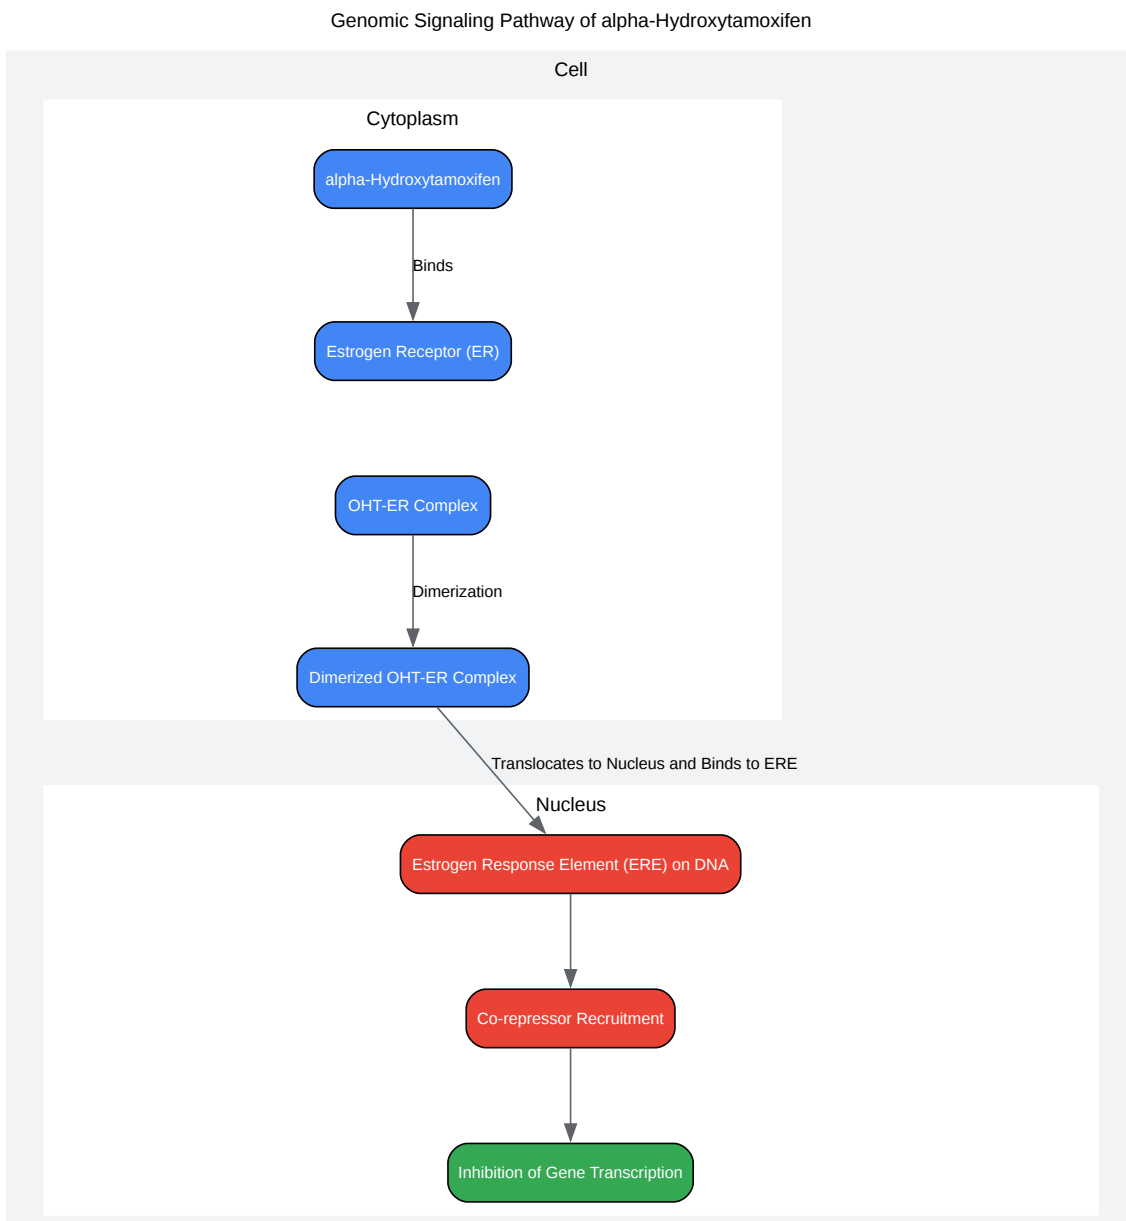 Genomic Signaling Pathway of alpha-Hydroxytamoxifen
Cell
Cytoplasm
alpha-Hydroxytamoxifen
Binds
Estrogen Receptor (ER)
OHT-ER Complex
Dimerization
Dimerized OHT-ER Complex
Translocates to Nucleus and Binds to ERE
Nucleus
Estrogen Response Element (ERE) on DNA
Co-repressor Recruitment
Inhibition of Gene Transcription